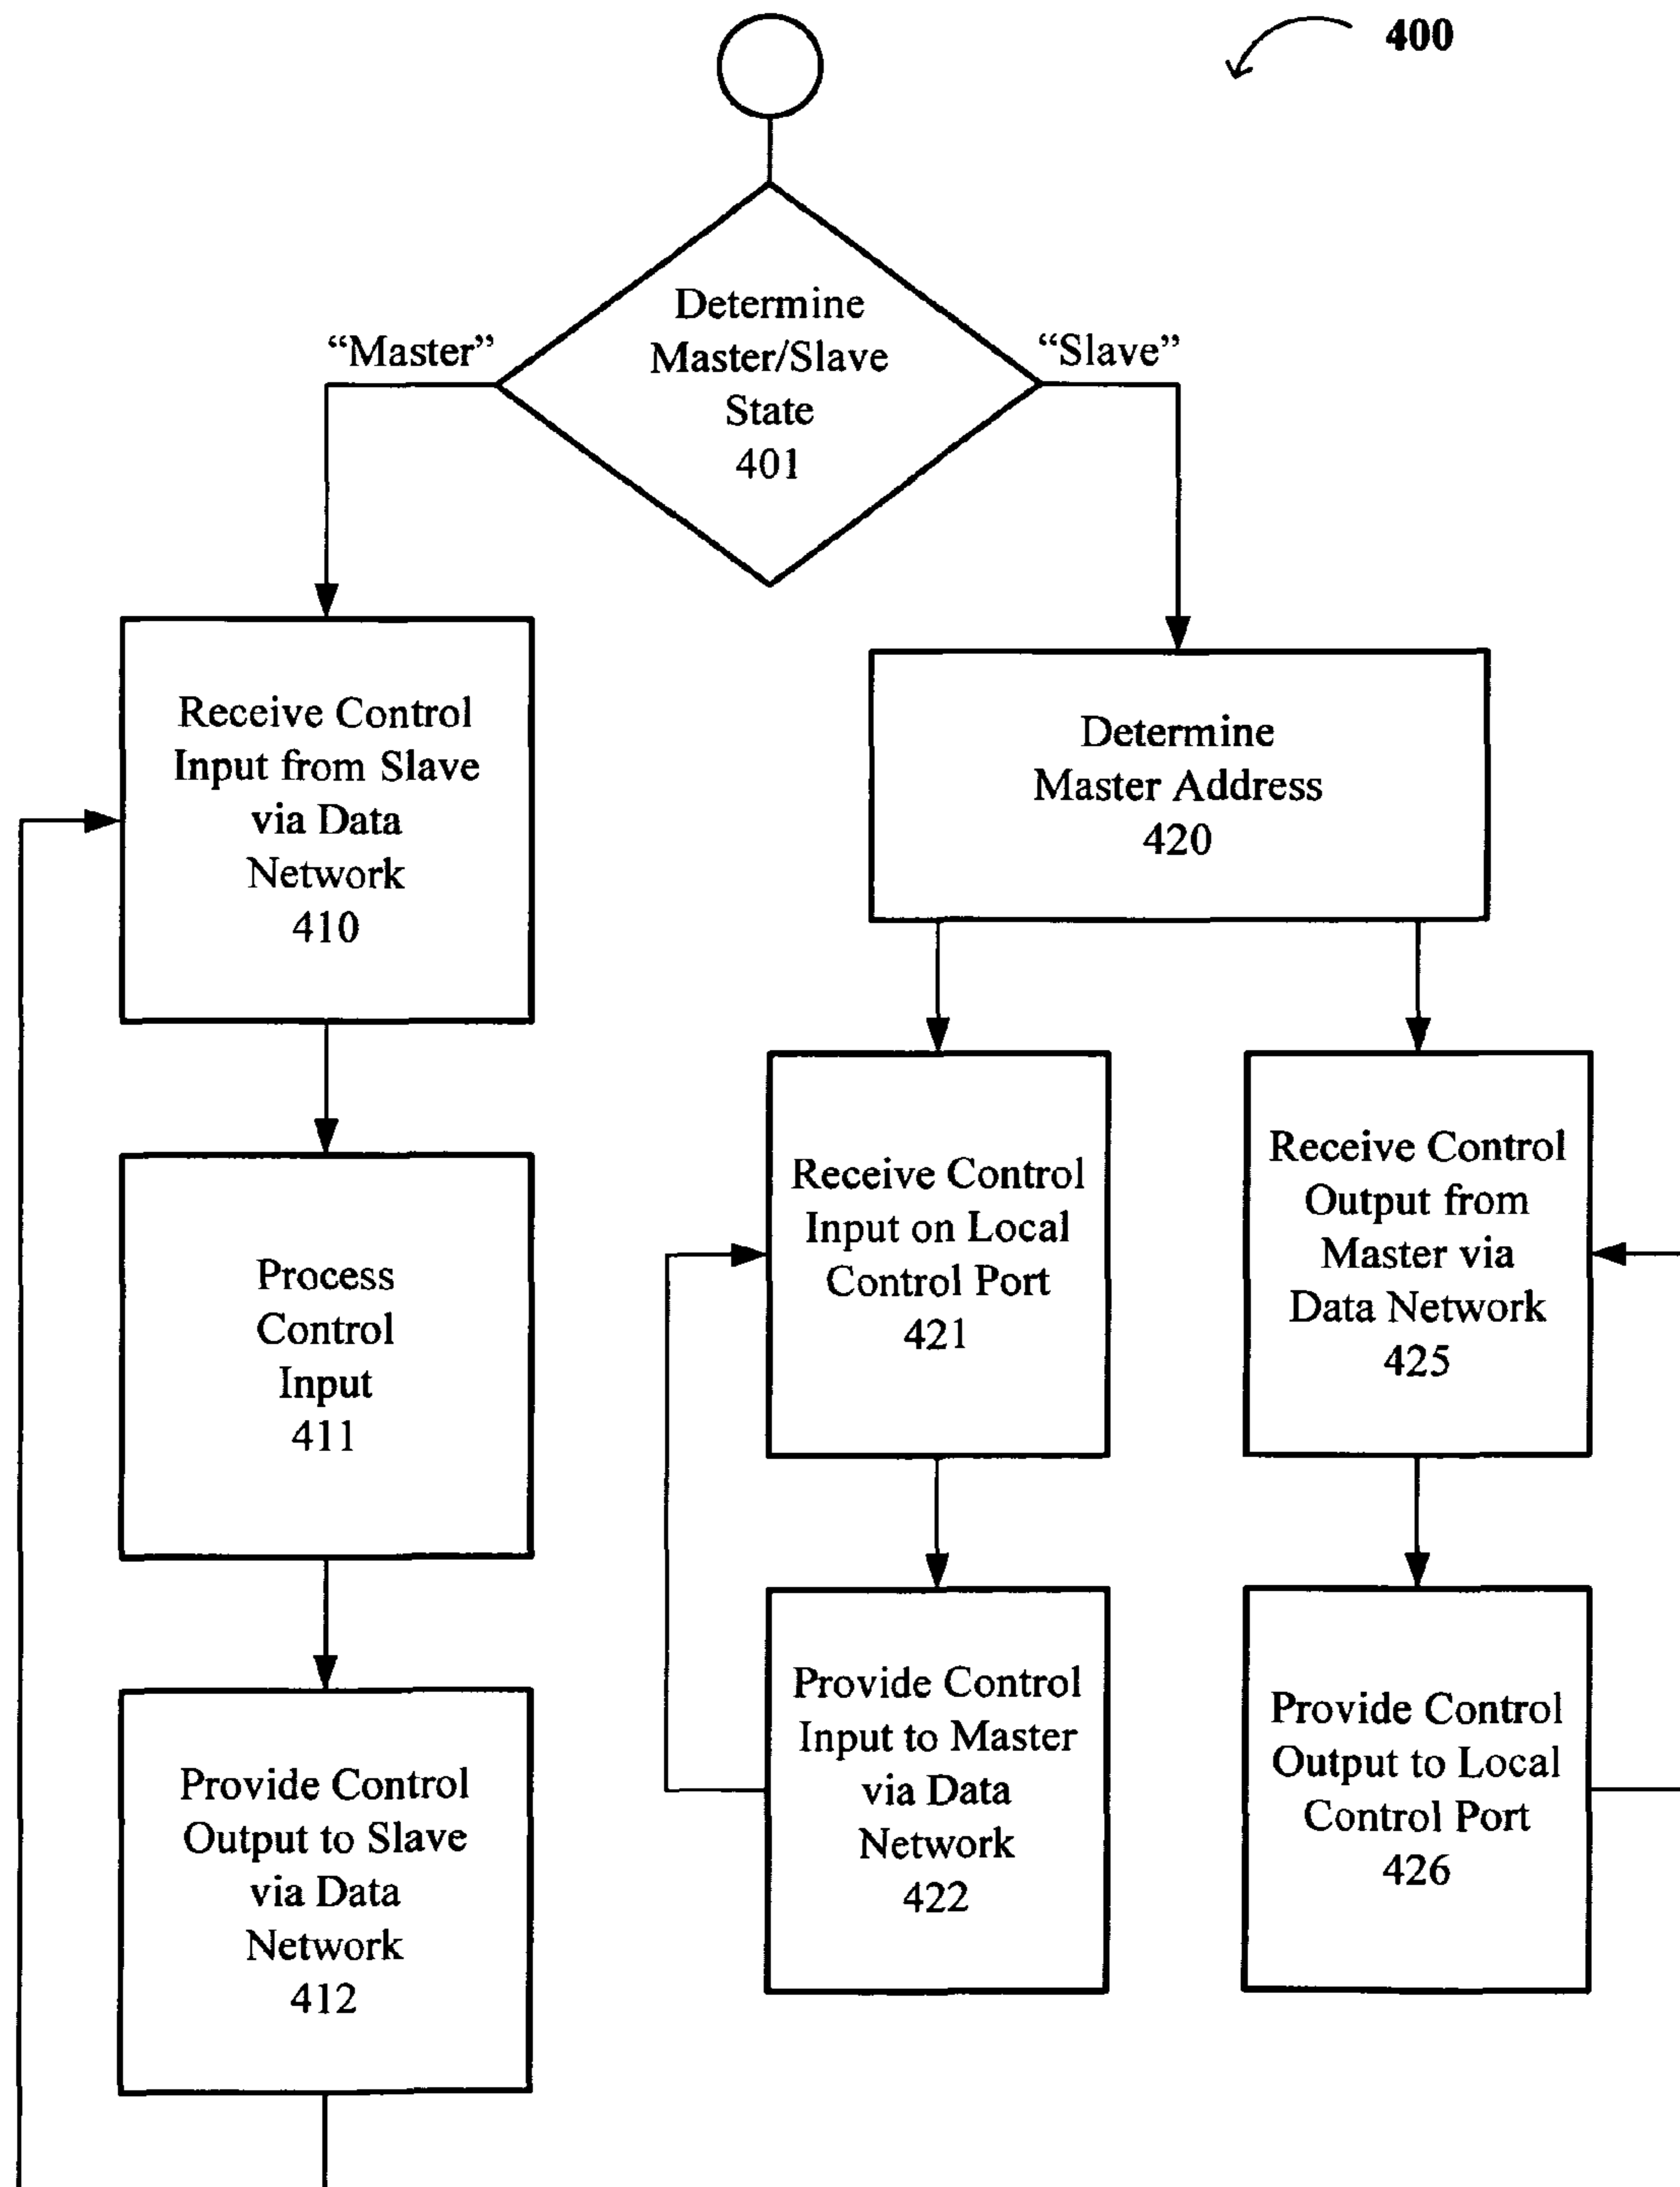 400
Determine
Master/Slave
State
401
“Master”
“Slave”
Receive Control
Input from Slave
via Data
Network
410
Process
Control
Input
411
Provide Control
Output to Slave
via Data
Network
412
Determine
Master Address
420
Receive Control
Input on Local
Control Port
421
Provide Control
Input to Master
via Data
Network
422
Receive Control
Output from
Master via
Data Network
425
Provide Control
Output to Local
Control Port
426